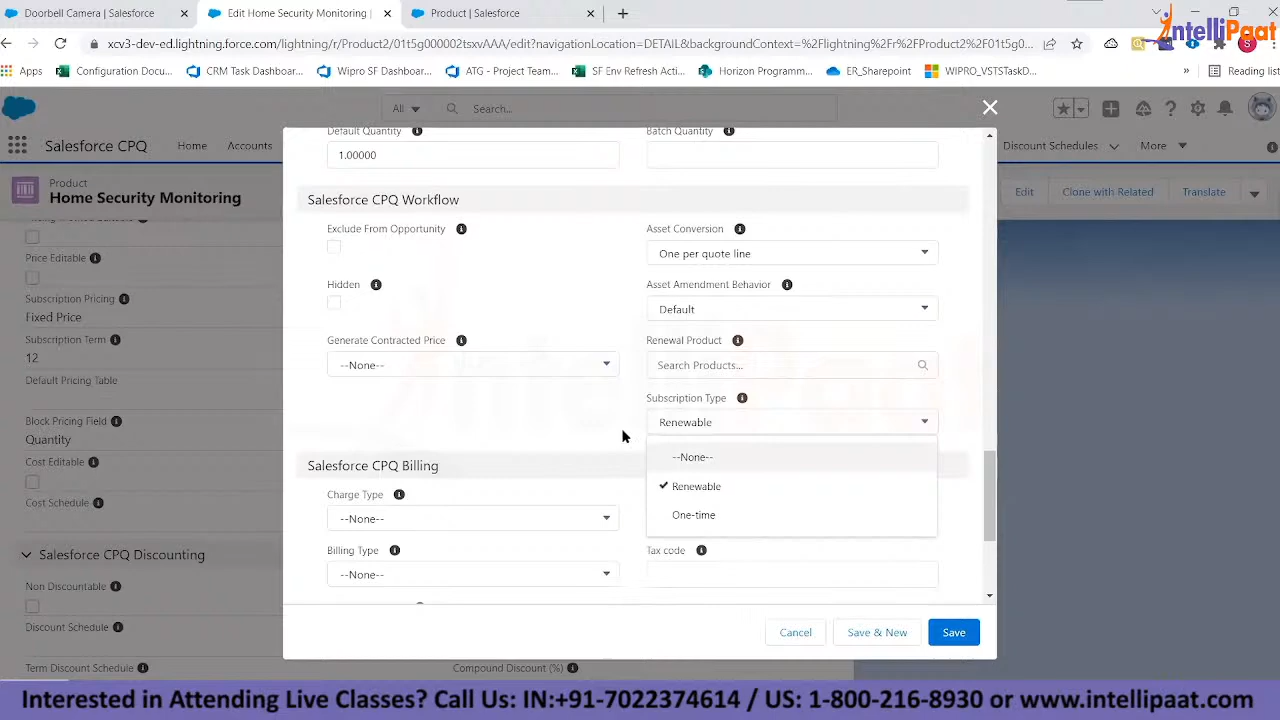 Doorbell Camera | Salesforce
Edit Home Security Monitoring |
Product | Salesforce
IntelliPaat
xcv3-dev-ed.lightning.force.com/lightning/r/Product2/01t5g00
igationLocation=DETAIL&backgroundContext=%2Flightning%2Fr%2FProduct2%2F01t5g0...
Apps
Configuration Docu...
CRM Task Dashboar...
Wipro SF Dashboar...
ATG - Project Team...
SF Env Refresh Acti...
Horizon Programm...
ER_Sharepoint
WIPRO_VSTSTaskD...
Reading list
All
Search...
Salesforce CPQ
Home
Accounts
Discount Schedules
More
Product
Home Security Monitoring
Edit
Clone with Related
Translate
Price Editable
Subscription Pricing
Fixed Price
Subscription Term
12
Default Pricing Table
Block Pricing Field
Quantity
Cost Editable
Cost Schedule
Salesforce CPQ Discounting
Non Discountable
Discount Schedule
Term Discount Schedule
Compound Discount (%)
Default Quantity
Batch Quantity
1.00000
Salesforce CPQ Workflow
Exclude From Opportunity
Asset Conversion
One per quote line
Hidden
Asset Amendment Behavior
Default
Generate Contracted Price
Renewal Product
--None--
Search Products...
Subscription Type
Renewable
--None--
Renewable
One-time
Salesforce CPQ Billing
Charge Type
--None--
Billing Type
Tax code
--None--
Cancel
Save & New
Save
Interested in Attending Live Classes? Call Us: IN:+91-7022374614 / US: 1-800-216-8930 or www.intellipaat.com